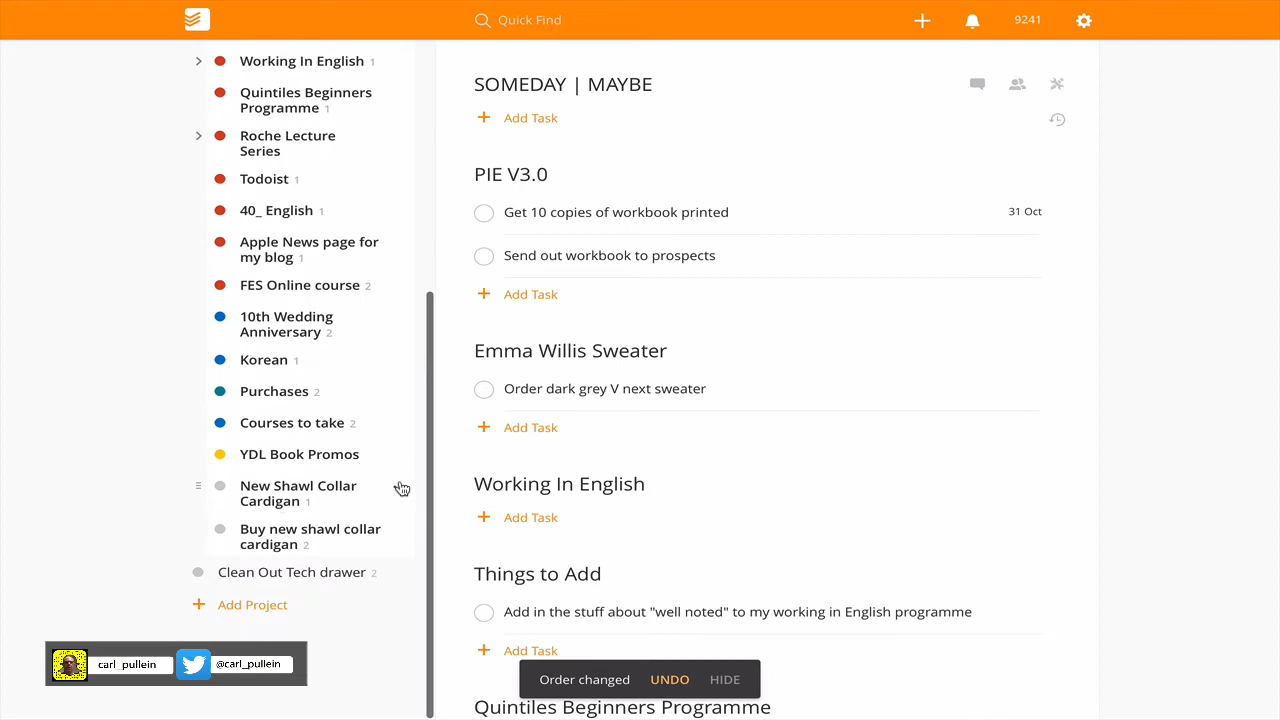 Quick Find
9241
Working In English 1
Quintiles Beginners
Programme 1
Roche Lecture
Series
Todoist 1
40_ English 1
Apple News page for
my blog 1
FES Online course 2
10th Wedding
Anniversary 2
Korean 1
Purchases 2
Courses to take 2
YDL Book Promos
New Shawl Collar
Cardigan 1
Buy new shawl collar
cardigan 2
Clean Out Tech drawer 2
+ Add Project
carl_pullein
@carl_pullein
SOMEDAY | MAYBE
+ Add Task
PIE V3.0
Get 10 copies of workbook printed 31 Oct
Send out workbook to prospects
+ Add Task
Emma Willis Sweater
Order dark grey V next sweater
+ Add Task
Working In English
+ Add Task
Things to Add
Add in the stuff about "well noted" to my working in English programme
+ Add Task
Order changed UNDO HIDE
Quintiles Beginners Programme